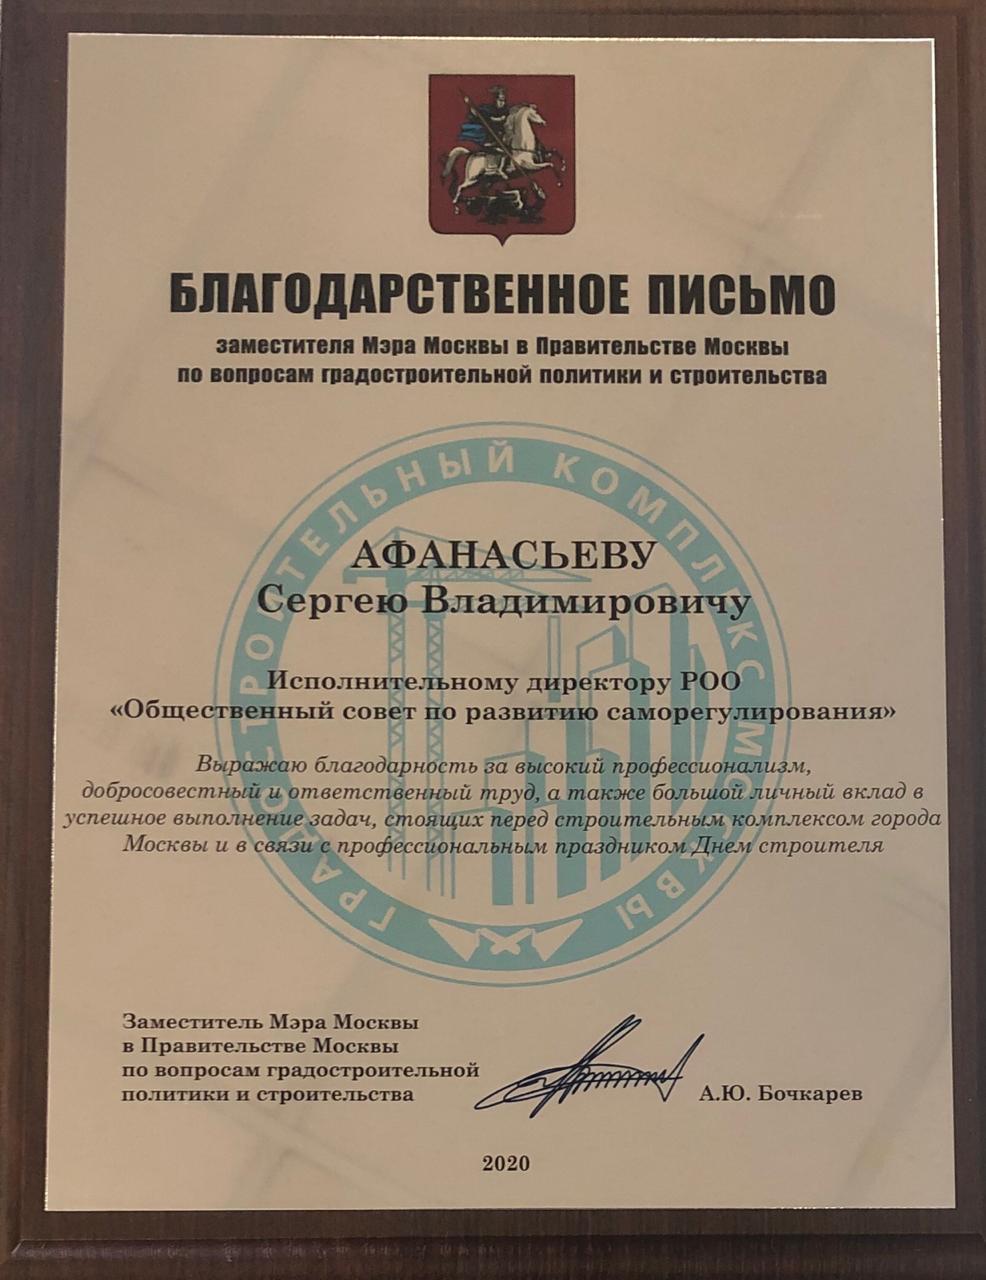 БЛАГОДАРСТВЕННОЕ ПИСЬМО
заместителя Мэра Москвы в Правительстве Москвы
по вопросам градостроительной политики и строительства
ГРАДОСТРОИТЕЛЬНЫЙ КОМПЛЕКС МОСКВЫ
АФАНАСЬЕВУ
Сергею Владимировичу
Исполнительному директору РОО
«Общественный совет по развитию саморегулирования»
Выражаю благодарность за высокий профессионализм,
добросовестный и ответственный труд, а также большой личный вклад в
успешное выполнение задач, стоящих перед строительным комплексом города
Москвы и в связи с профессиональным праздником Днем строителя
Заместитель Мэра Москвы
в Правительстве Москвы
по вопросам градостроительной
политики и строительства
А.Ю. Бочкарев
2020